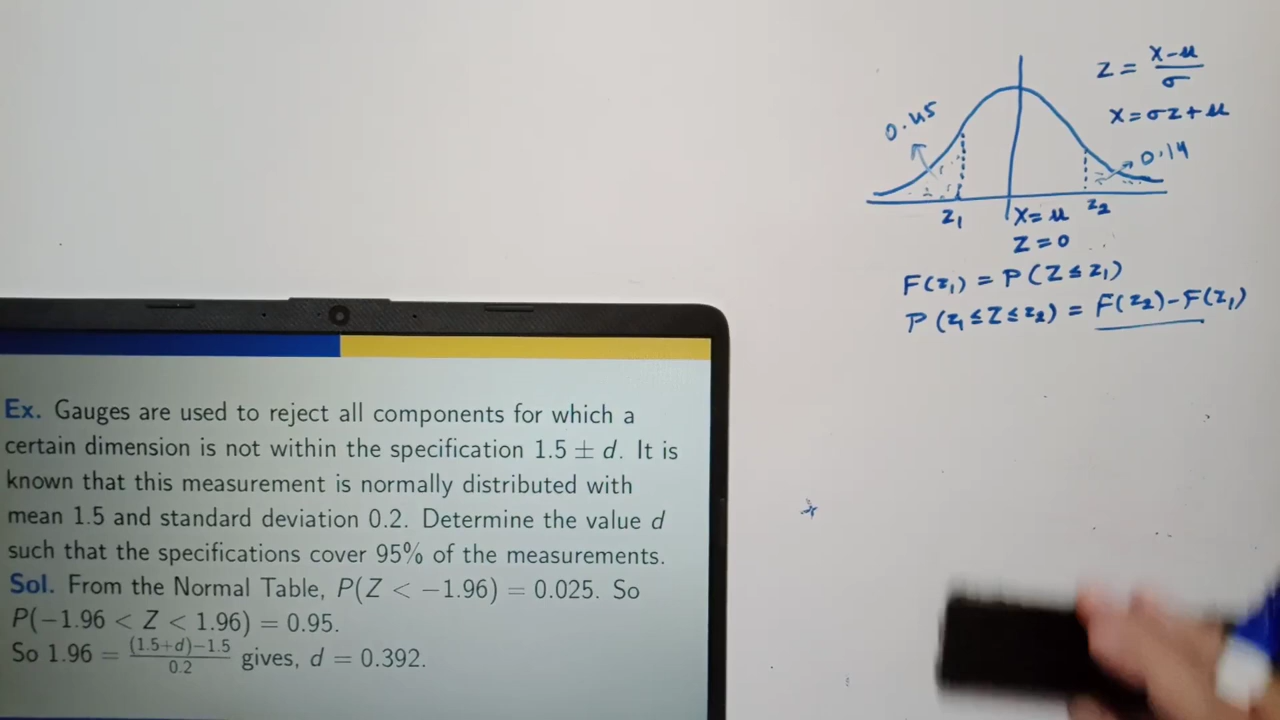 Z = X-μ / σ
X = σZ + μ
0.45
0.14
z₁ X = μ z₂
Z = 0
F(z₁) = P(Z ≤ z₁)
P(z₁ ≤ Z ≤ z₂) = F(z₂) - F(z₁)
Ex. Gauges are used to reject all components for which a
certain dimension is not within the specification 1.5 ± d. It is
known that this measurement is normally distributed with
mean 1.5 and standard deviation 0.2. Determine the value d
such that the specifications cover 95% of the measurements.
Sol. From the Normal Table, P(Z < −1.96) = 0.025. So
P(−1.96 < Z < 1.96) = 0.95.
So 1.96 = (1.5+d)−1.5 / 0.2 gives, d = 0.392.